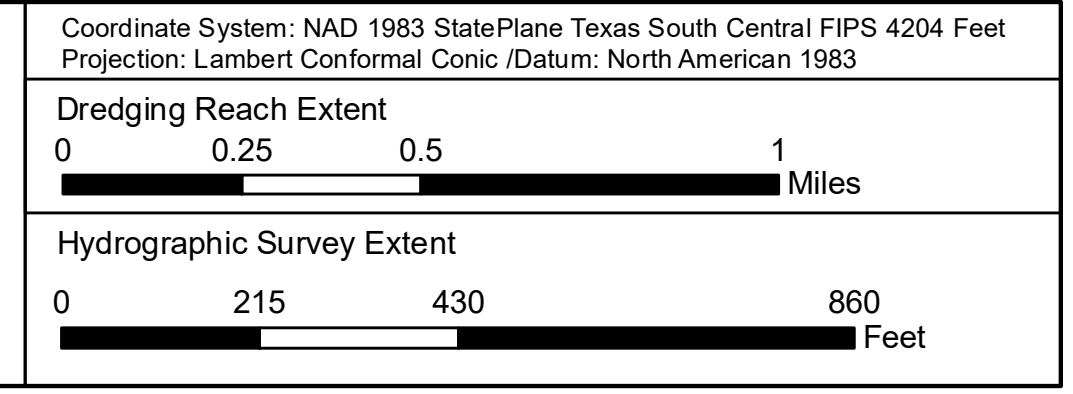 Coordinate System: NAD 1983 StatePlane Texas South Central FIPS 4204 Feet
Projection: Lambert Conformal Conic /Datum: North American 1983
Dredging Reach Extent
0 0.25 0.5 1
Miles
Hydrographic Survey Extent
0 215 430 860
Feet